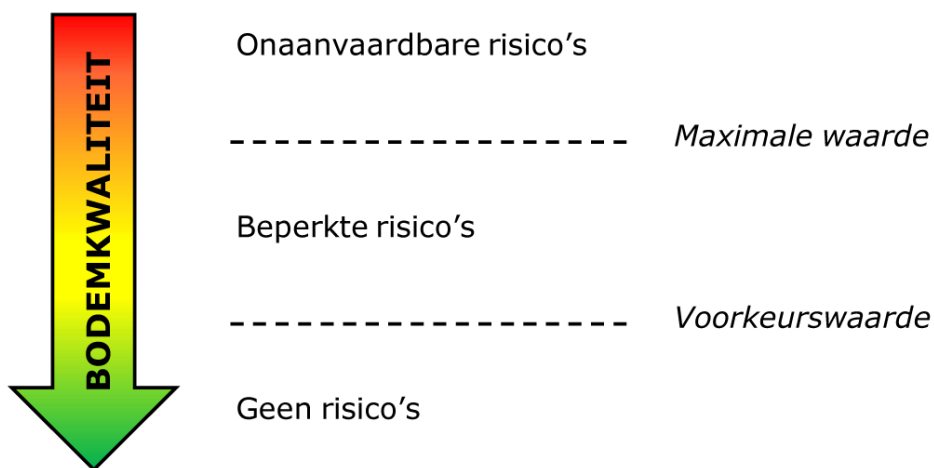 BODEMKWALITEIT
Onaanvaardbare risico’s
Maximale waarde
Beperkte risico’s
Voorkeurswaarde
Geen risico’s